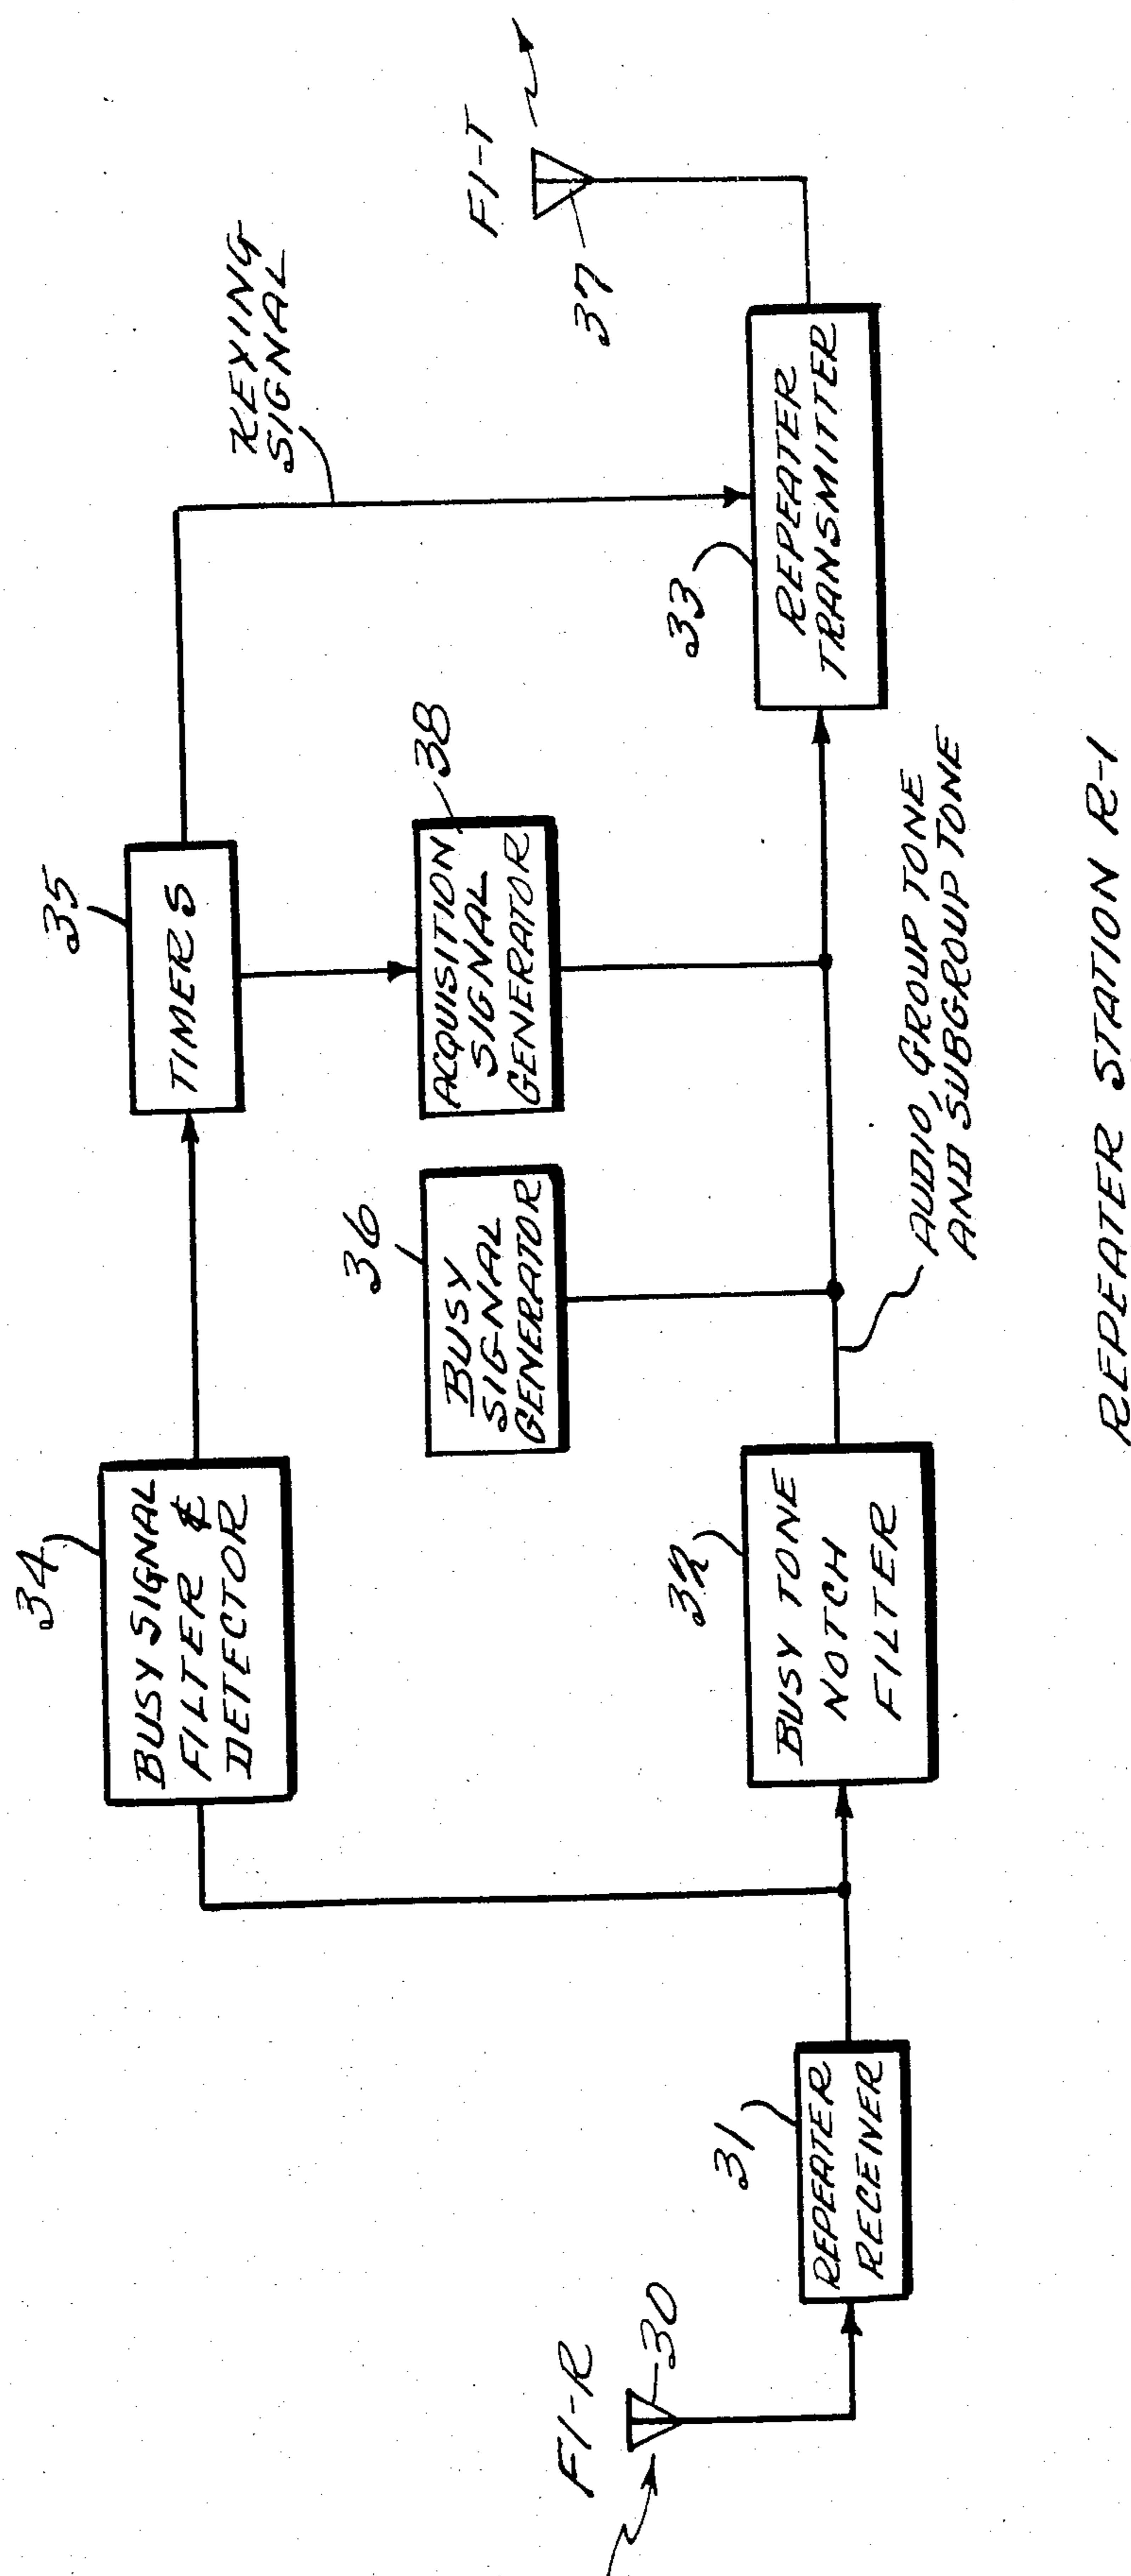 F1-R
30
31
REPEATER
RECEIVER
34
BUSY SIGNAL
FILTER &
DETECTOR
32
BUSY TONE
NOTCH
FILTER
36
BUSY
SIGNAL
GENERATOR
35
TIMERS
ACQUISITION
SIGNAL
GENERATOR
38
AUDIO, GROUP TONE
AND SUBGROUP TONE
KEYING
SIGNAL
33
REPEATER
TRANSMITTER
F1-T
37
REPEATER STATION R-1